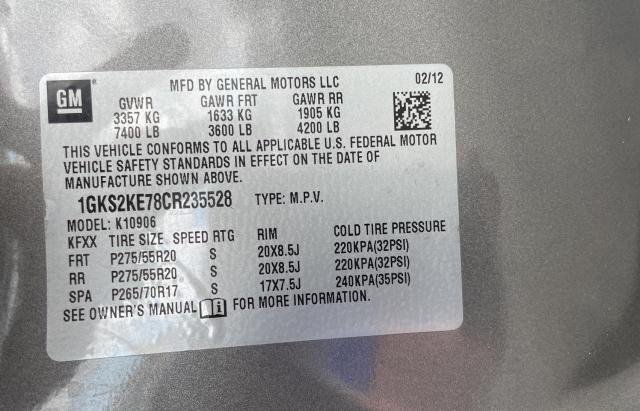 GM®
MFD BY GENERAL MOTORS LLC 02/12
GVWR GAWR FRT GAWR RR
3357 KG 1633 KG 1905 KG
7400 LB 3600 LB 4200 LB
THIS VEHICLE CONFORMS TO ALL APPLICABLE U.S. FEDERAL MOTOR
VEHICLE SAFETY STANDARDS IN EFFECT ON THE DATE OF
MANUFACTURE SHOWN ABOVE.
1GKS2KE78CR235528 TYPE: M.P.V.
MODEL: K10906
KFXX TIRE SIZE SPEED RTG RIM COLD TIRE PRESSURE
FRT P275/55R20 S 20X8.5J 220KPA(32PSI)
RR P275/55R20 S 20X8.5J 220KPA(32PSI)
SPA P265/70R17 S 17X7.5J 240KPA(35PSI)
SEE OWNER'S MANUAL i FOR MORE INFORMATION.